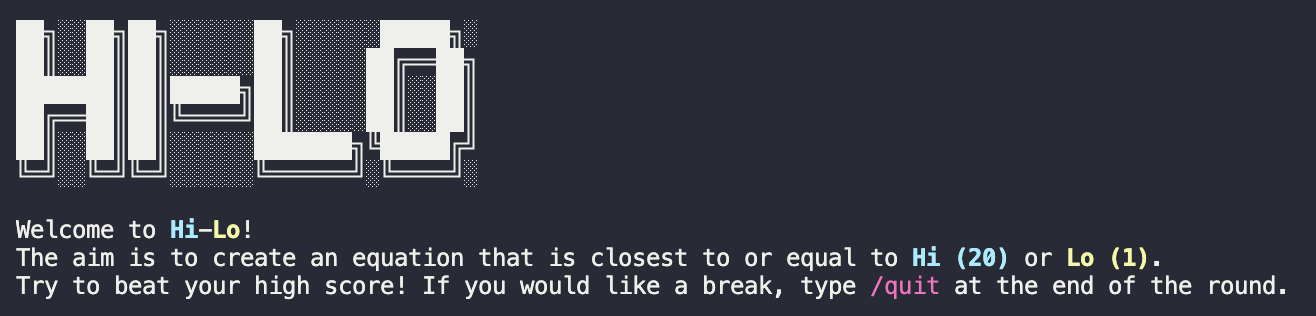 HI-LO
Welcome to Hi-Lo!
The aim is to create an equation that is closest to or equal to Hi (20) or Lo (1).
Try to beat your high score! If you would like a break, type /quit at the end of the round.